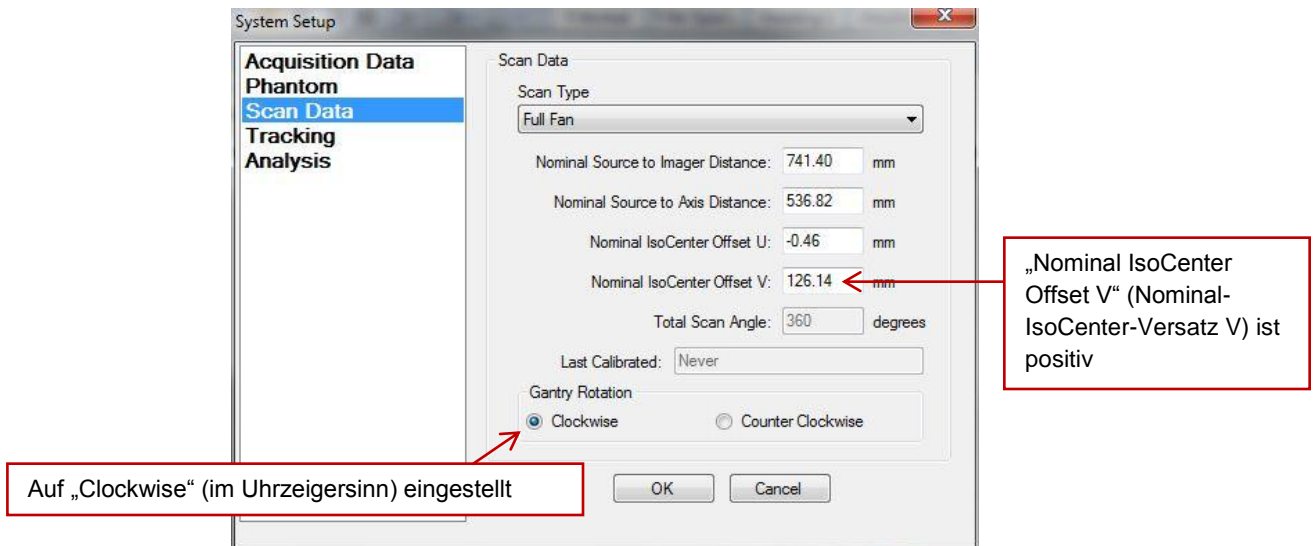 System Setup
Acquisition Data
Phantom
Scan Data
Tracking
Analysis
Scan Data
Scan Type
Full Fan
Nominal Source to Imager Distance: 741.40 mm
Nominal Source to Axis Distance: 536.82 mm
Nominal IsoCenter Offset U: -0.46 mm
Nominal IsoCenter Offset V: 126.14 mm
Total Scan Angle: 360 degrees
Last Calibrated: Never
Gantry Rotation
Clockwise Counter Clockwise
OK Cancel
„Nominal IsoCenter
Offset V“ (Nominal-
IsoCenter-Versatz V) ist
positiv
Auf „Clockwise“ (im Uhrzeigersinn) eingestellt